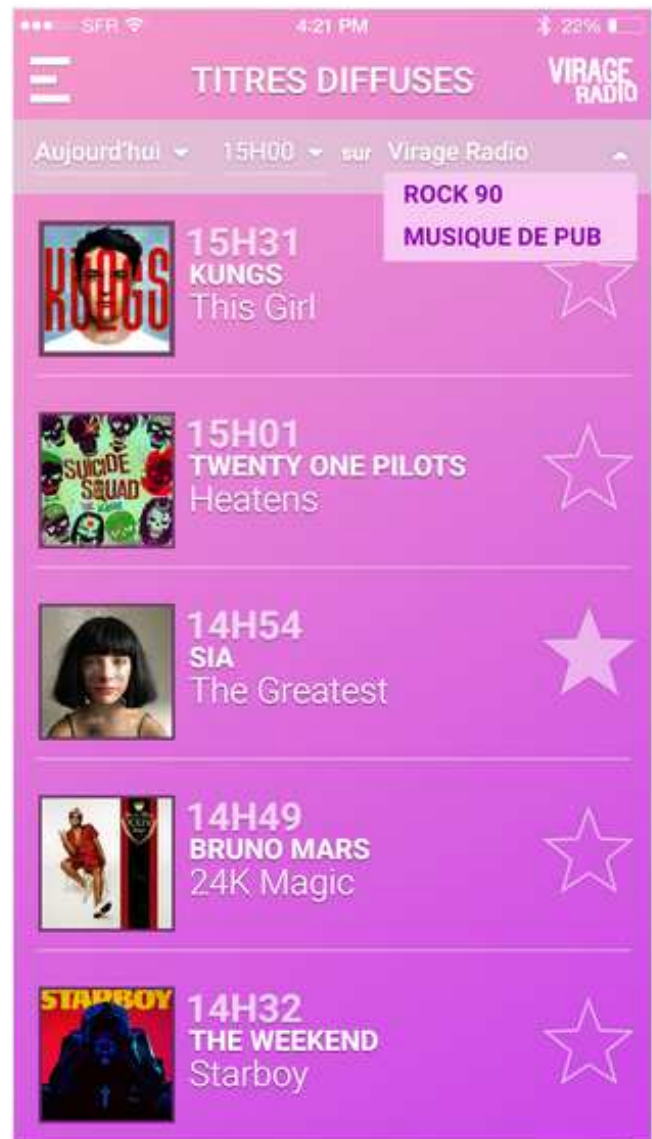 SFR 4:21 PM 22%
TITRES DIFFUSES
VIRAGE
RADIO
Aujourd'hui 15H00 sur Virage Radio
ROCK 90
MUSIQUE DE PUB
KUNGS
15H31
KUNGS
This Girl
SUICIDE
SQUAD
THE ALBUM
15H01
TWENTY ONE PILOTS
Heatens
14H54
SIA
The Greatest
14H49
BRUNO MARS
24K Magic
STARBOY
14H32
THE WEEKEND
Starboy